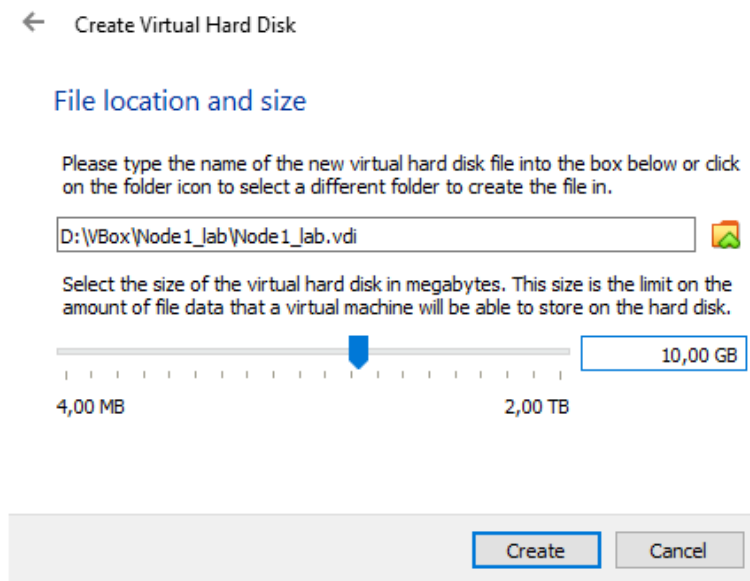 Create Virtual Hard Disk
File location and size
Please type the name of the new virtual hard disk file into the box below or click
on the folder icon to select a different folder to create the file in.
D:\VBox\Node1_lab\Node1_lab.vdi
Select the size of the virtual hard disk in megabytes. This size is the limit on the
amount of file data that a virtual machine will be able to store on the hard disk.
10,00 GB
4,00 MB 2,00 TB
Create Cancel